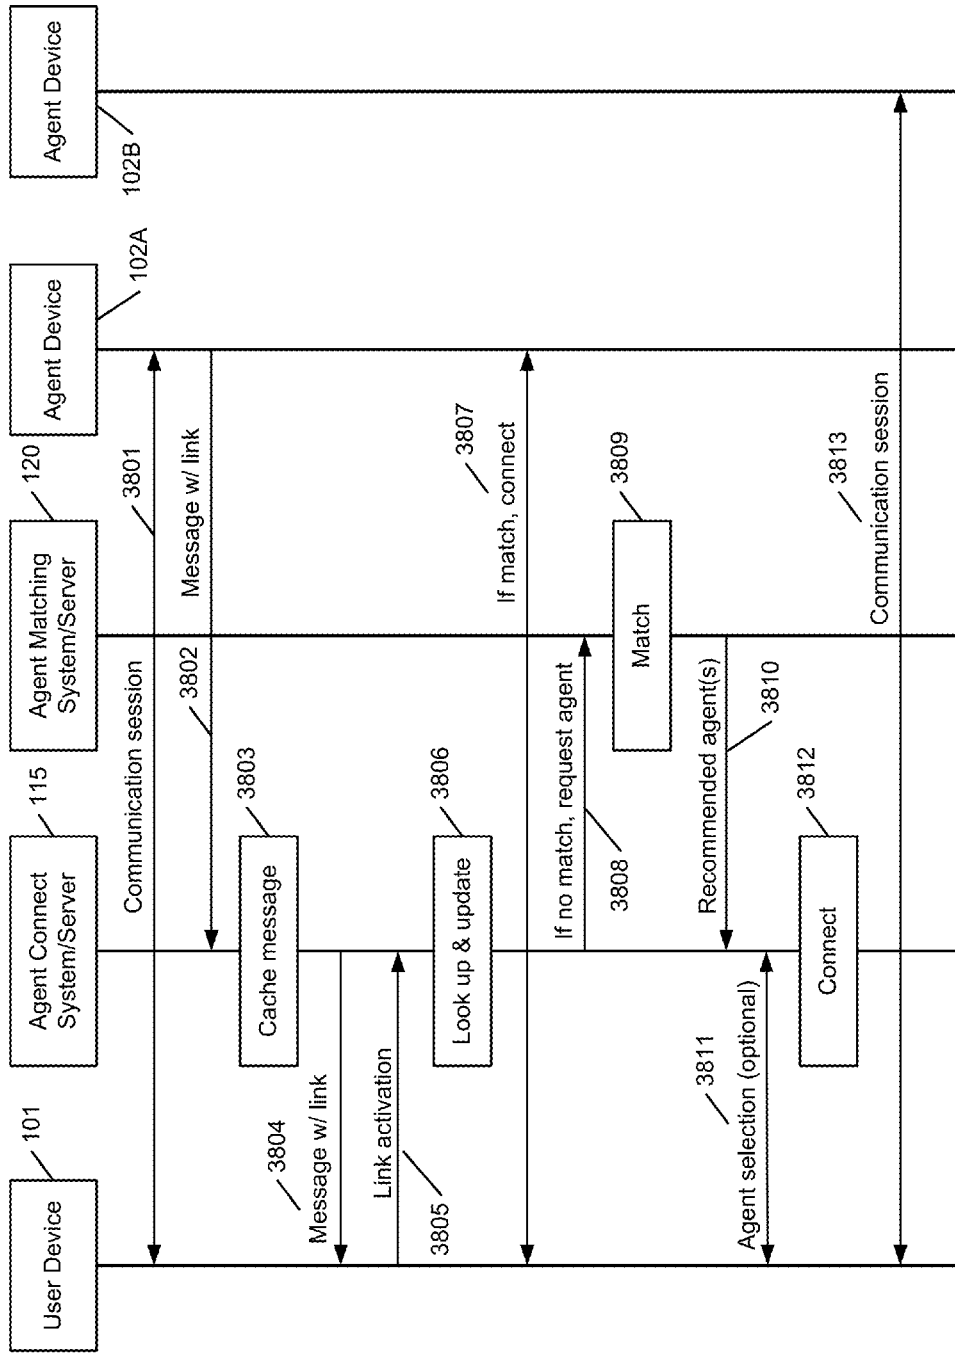 User Device
101
Agent Connect
System/Server
115
Agent Matching
System/Server
120
Agent Device
102A
Agent Device
102B
Communication session
3801
3802
Message w/ link
Cache message
3803
3804
Message w/ link
Link activation
3805
Look up & update
3806
3807
If match, connect
If no match, request agent
3808
Match
3809
Recommended agent(s)
3810
3811
Agent selection (optional)
Connect
3812
3813
Communication session